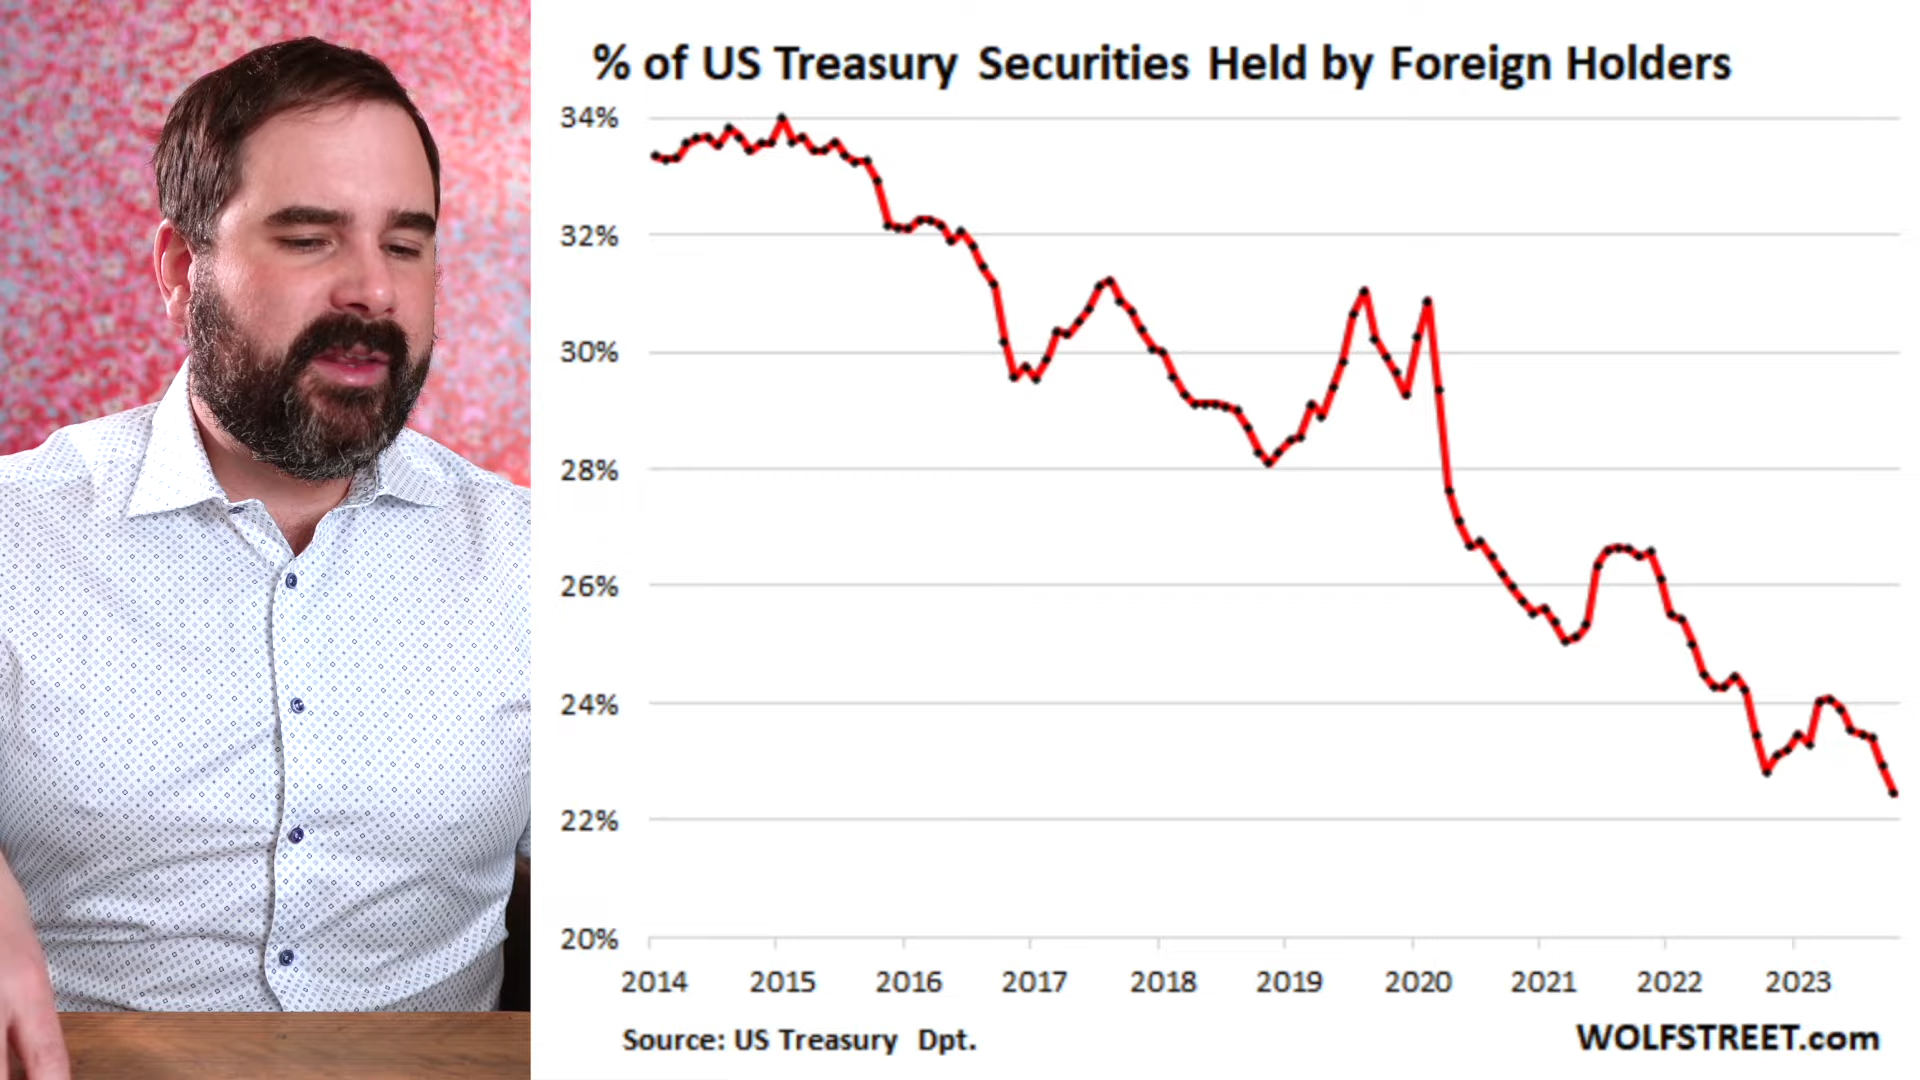 % of US Treasury Securities Held by Foreign Holders
34%
32%
30%
28%
26%
24%
22%
20%
2014 2015 2016 2017 2018 2019 2020 2021 2022 2023
Source: US Treasury Dpt.
WOLFSTREET.com